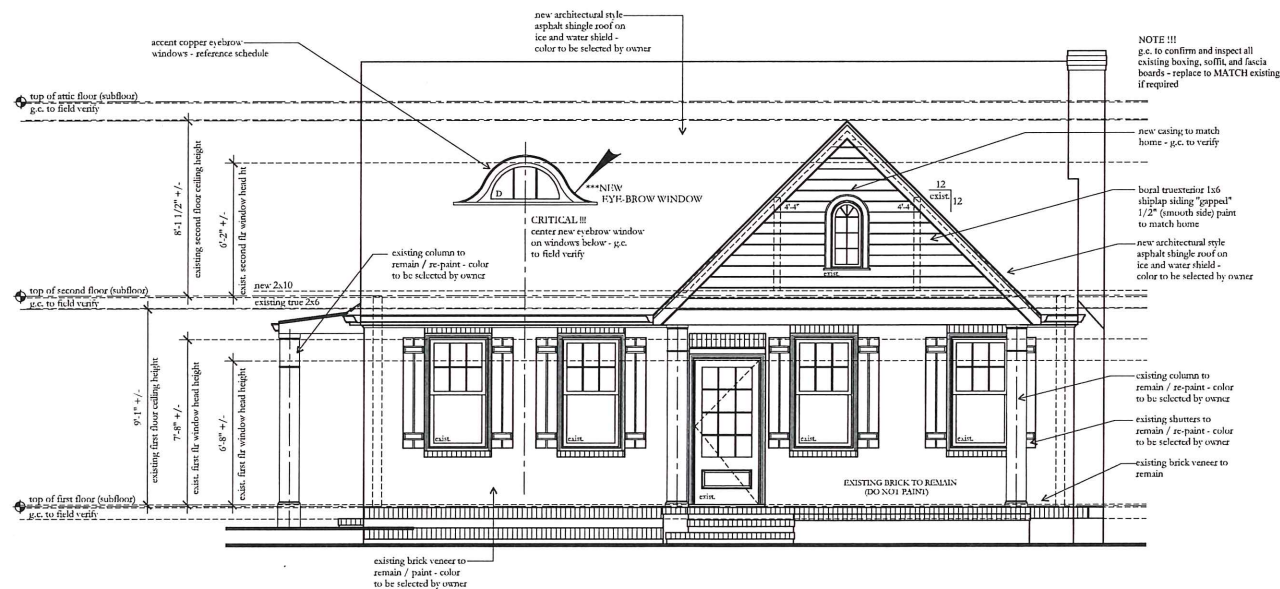 new architectural style
asphalt shingle roof on
ice and water shield -
color to be selected by owner
accent copper eyebrow
windows - reference schedule
NOTE !!!
g.c. to confirm and inspect all
existing boxing, soffit, and fascia
boards - replace to MATCH existing
if required
top of attic floor (subfloor)
g.c. to field verify
new casing to match
home - g.c. to verify
8'-1 1/2" +/-
existing second floor ceiling height
6'-2" +/-
exist. second flr window head ht
D
***NEW
EYE-BROW WINDOW
CRITICAL !!!
center new eyebrow window
on windows below - g.c.
to field verify
12
exist.
12
4'-4"
4'-4"
exist.
boral truexterior 1x6
shiplap siding "gapped"
1/2" (smooth side) paint
to match home
new architectural style
asphalt shingle roof on
ice and water shield -
color to be selected by owner
existing column to
remain / re-paint - color
to be selected by owner
top of second floor (subfloor)
g.c. to field verify
new 2x10
existing true 2x6
9'-1" +/-
existing first floor ceiling height
7'-8" +/-
exist. first flr window head height
6'-8" +/-
exist. first flr window head height
exist.
exist.
exist.
exist.
exist.
existing column to
remain / re-paint - color
to be selected by owner
existing shutters to
remain / re-paint - color
to be selected by owner
existing brick veneer to
remain
EXISTING BRICK TO REMAIN
(DO NOT PAINT)
top of first floor (subfloor)
g.c. to field verify
existing brick veneer to
remain / paint - color
to be selected by owner